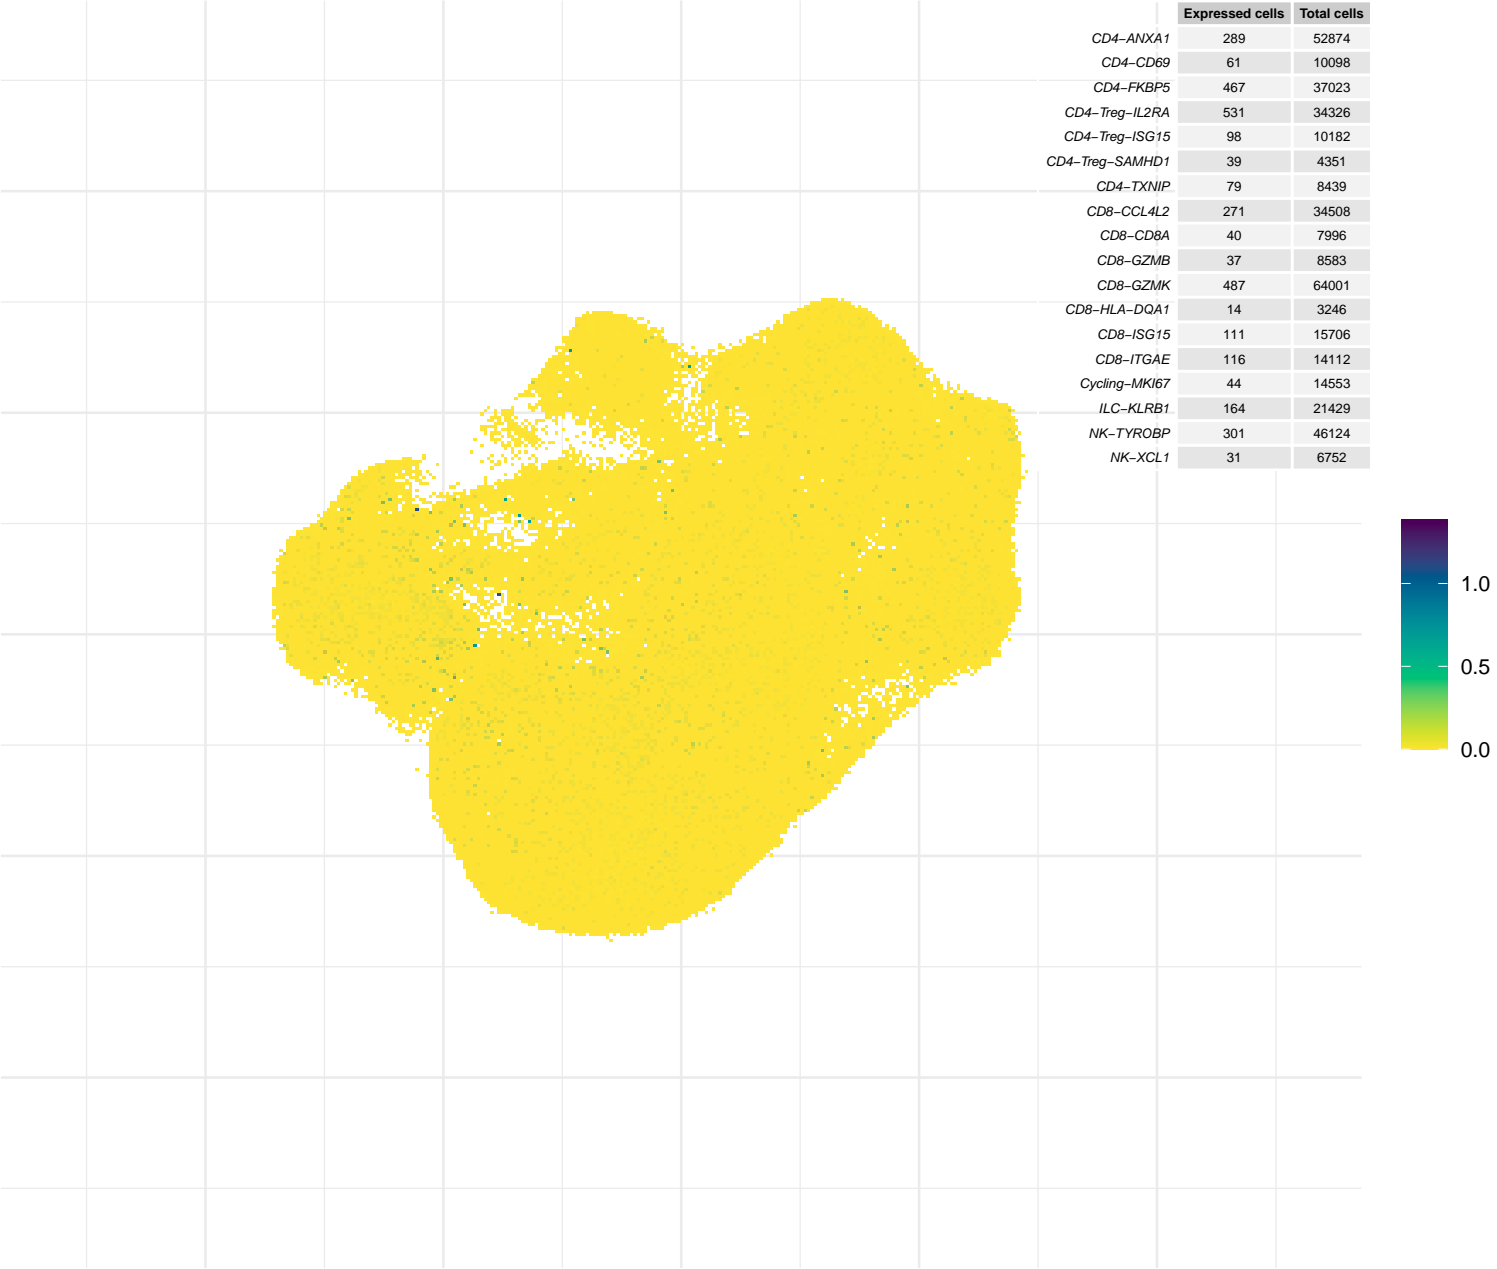 Expressed cells Total cells
CD4−ANXA1 289 52874
CD4−CD69 61 10098
CD4−FKBP5 467 37023
CD4−Treg−IL2RA 531 34326
CD4−Treg−ISG15 98 10182
CD4−Treg−SAMHD1 39 4351
CD4−TXNIP 79 8439
CD8−CCL4L2 271 34508
CD8−CD8A 40 7996
CD8−GZMB 37 8583
CD8−GZMK 487 64001
CD8−HLA−DQA1 14 3246
CD8−ISG15 111 15706
CD8−ITGAE 116 14112
Cycling−MKI67 44 14553
ILC−KLRB1 164 21429
NK−TYROBP 301 46124
NK−XCL1 31 6752
1.0
0.5
0.0